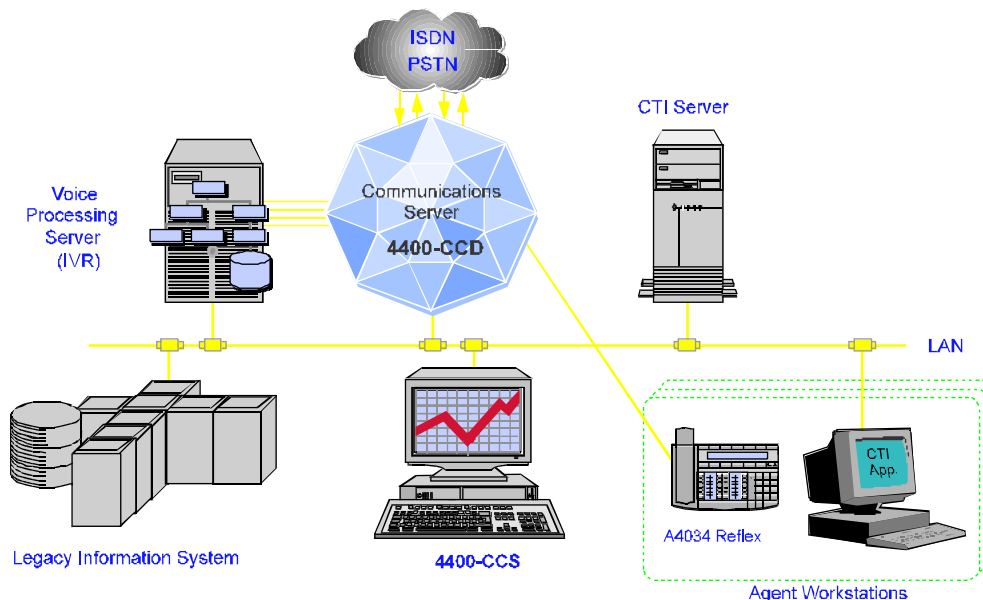 ISDN
PSTN
CTI Server
Communications
Server
4400-CCD
Voice
Processing
Server
(IVR)
LAN
CTI
App.
A4034 Reflex
Legacy Information System
4400-CCS
Agent Workstations